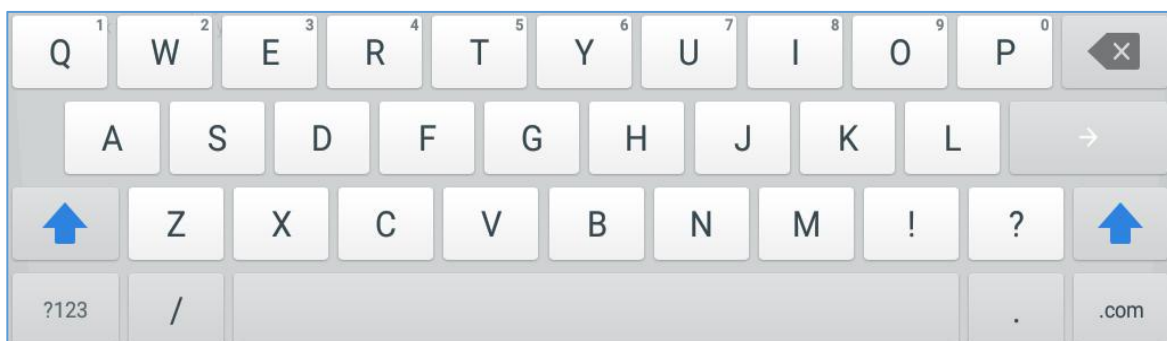 Q 1 W 2 E 3 R 4 T 5 Y 6 U 7 I 8 O 9 P 0
A S D F G H J K L
Z X C V B N M ! ?
?123 / . .com